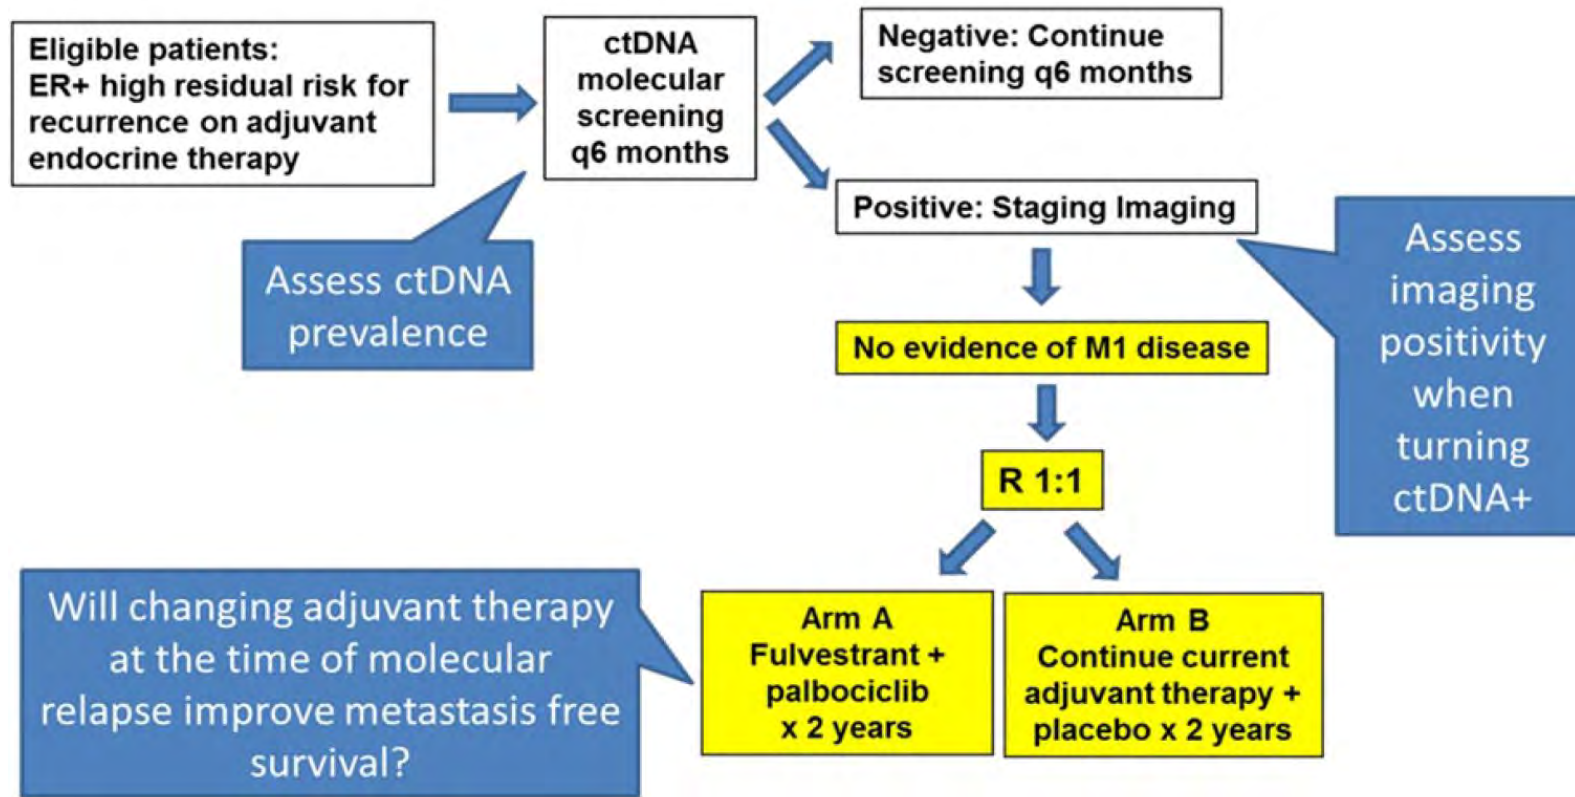 Eligible patients:
ER+ high residual risk for
recurrence on adjuvant
endocrine therapy
ctDNA
molecular
screening
q6 months
Negative: Continue
screening q6 months
Assess ctDNA
prevalence
Positive: Staging Imaging
Assess
imaging
positivity
when
turning
ctDNA+
No evidence of M1 disease
R 1:1
Will changing adjuvant therapy
at the time of molecular
relapse improve metastasis free
survival?
Arm A
Fulvestrant +
palbociclib
x 2 years
Arm B
Continue current
adjuvant therapy +
placebo x 2 years